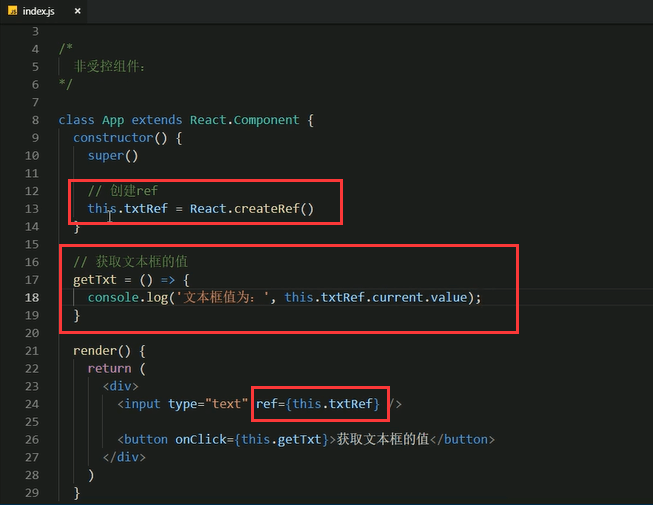 JS index.js ×
3
4 /*
5 非受控组件:
6 */
7
8 class App extends React.Component {
9 constructor() {
10 super()
11
12 // 创建ref
13 this.txtRef = React.createRef()
14 }
15
16 // 获取文本框的值
17 getTxt = () => {
18 console.log('文本框值为:', this.txtRef.current.value);
19 }
20
21 render() {
22 return (
23 <div>
24 <input type="text" ref={this.txtRef} />
25
26 <button onClick={this.getTxt}>获取文本框的值</button>
27 </div>
28 )
29 }